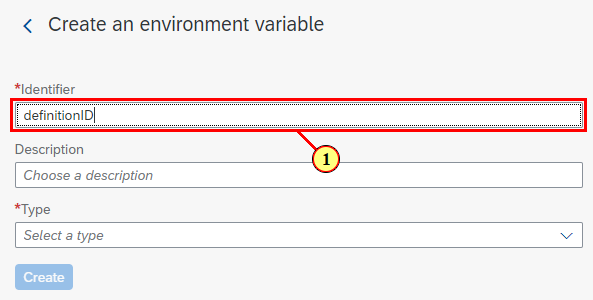 Create an environment variable
*Identifier
definitionID
1
Description
Choose a description
*Type
Select a type
Create